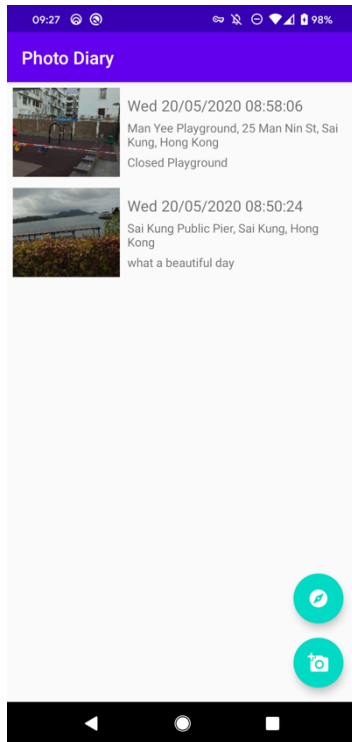 09:27
98%
Photo Diary
Wed 20/05/2020 08:58:06
Man Yee Playground, 25 Man Nin St, Sai
Kung, Hong Kong
Closed Playground
Wed 20/05/2020 08:50:24
Sai Kung Public Pier, Sai Kung, Hong
Kong
what a beautiful day